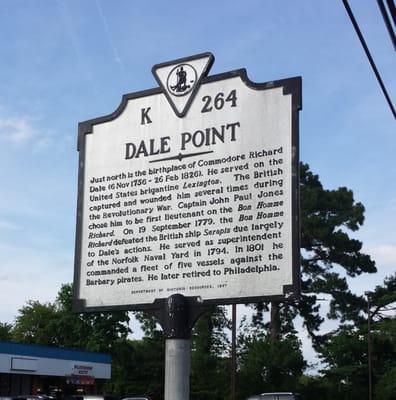 K 264
DALE POINT
Just north is the birthplace of Commodore Richard
Dale (6 Nov 1756 - 26 Feb 1826). He served on the
United States brigantine Lexington. The British
captured and wounded him several times during
the Revolutionary War. Captain John Paul Jones
chose him to be first lieutenant on the Bon Homme
Richard. On 19 September 1779, the Bon Homme
Richard defeated the British ship Serapis due largely
to Dale's actions. He served as superintendent
of the Norfolk Naval Yard in 1794. In 1801 he
commanded a fleet of five vessels against the
Barbary pirates. He later retired to Philadelphia.
DEPARTMENT OF HISTORIC RESOURCES, 1997